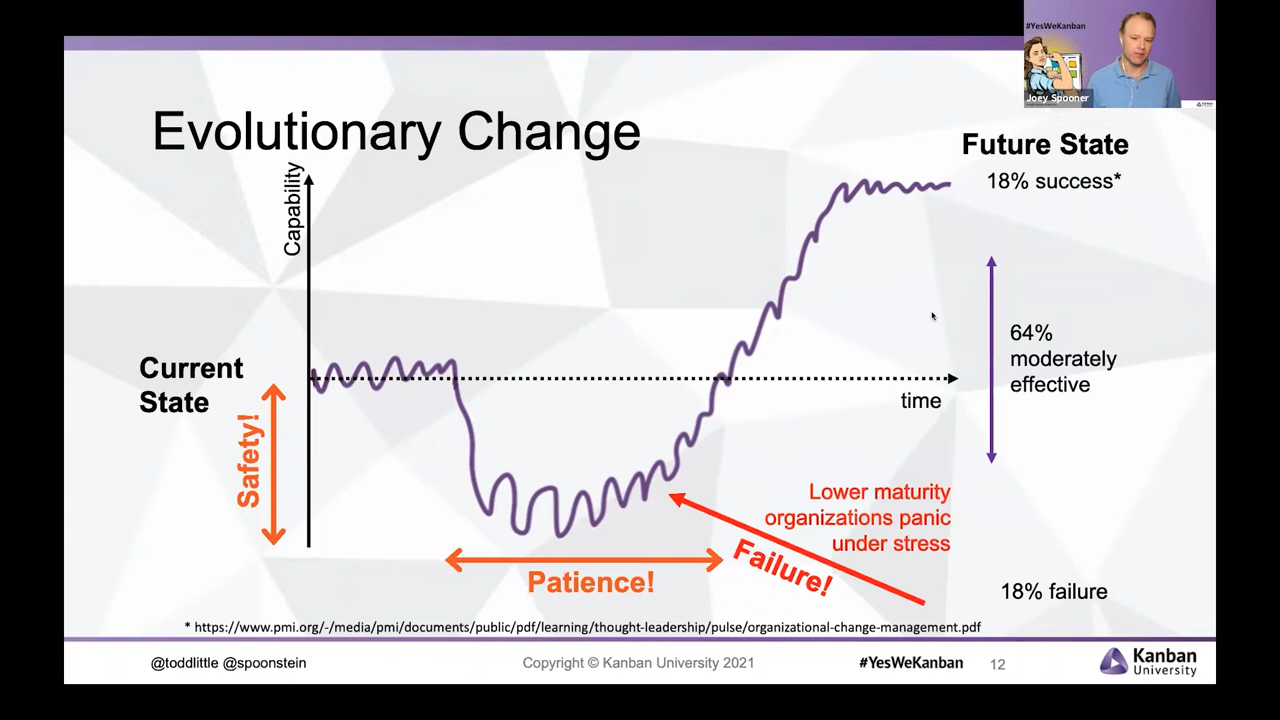 #YesWeKanban
Joey Spooner
Evolutionary Change
Future State
18% success*
Capability
64%
moderately
effective
Current
State
time
Safety!
Lower maturity
organizations panic
under stress
Failure!
Patience!
18% failure
* https://www.pmi.org/-/media/pmi/documents/public/pdf/learning/thought-leadership/pulse/organizational-change-management.pdf
@toddlittle @spoonstein
Copyright © Kanban University 2021
#YesWeKanban
12
Kanban
University